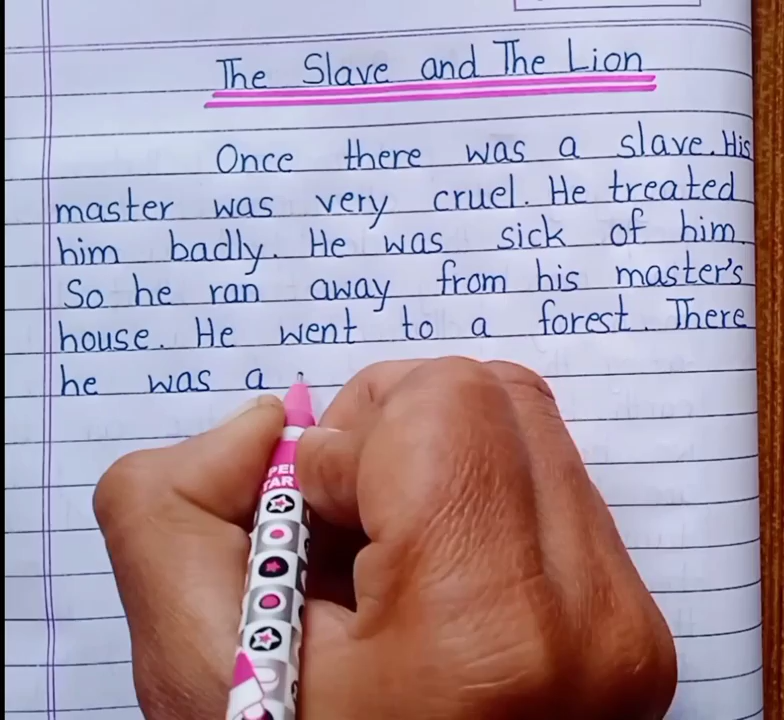 The Slave and The Lion
Once there was a slave. His
master was very cruel. He treated
him badly. He was sick of him.
So he ran away from his master's
house. He went to a forest. There
he was a